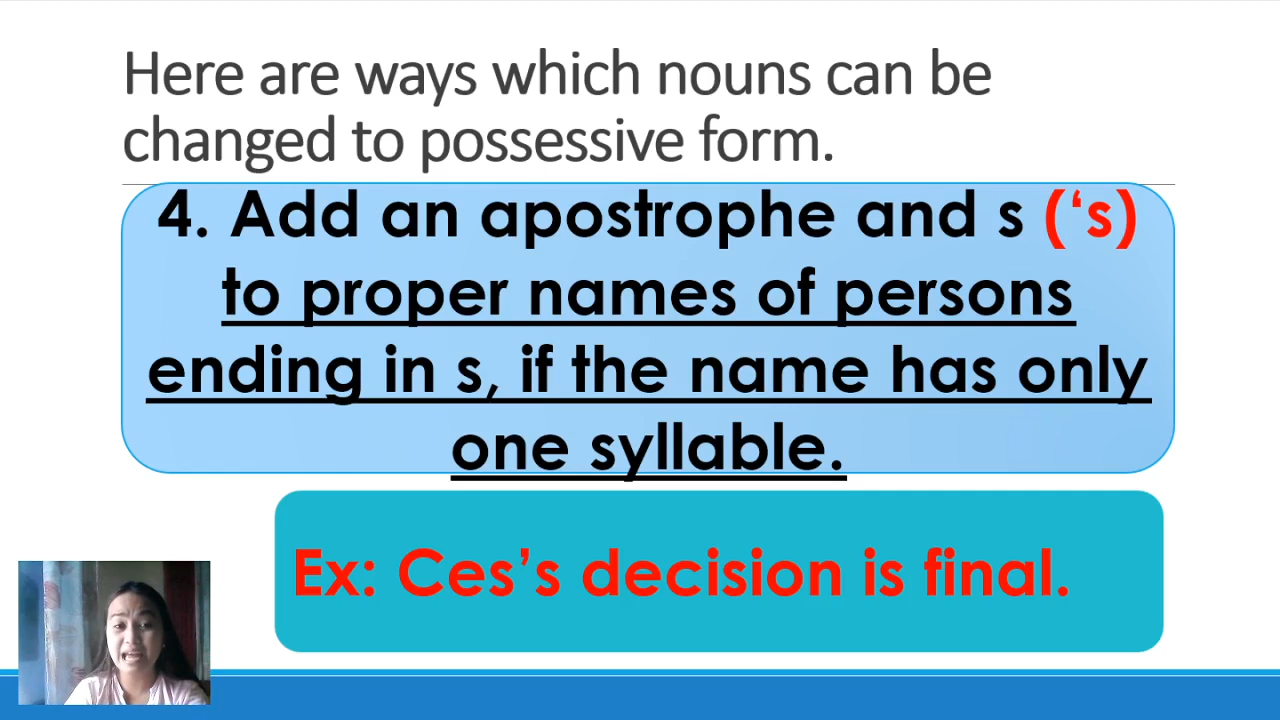 Here are ways which nouns can be
changed to possessive form.
4. Add an apostrophe and s (‘s)
to proper names of persons
ending in s, if the name has only
one syllable.
Ex: Ces’s decision is final.